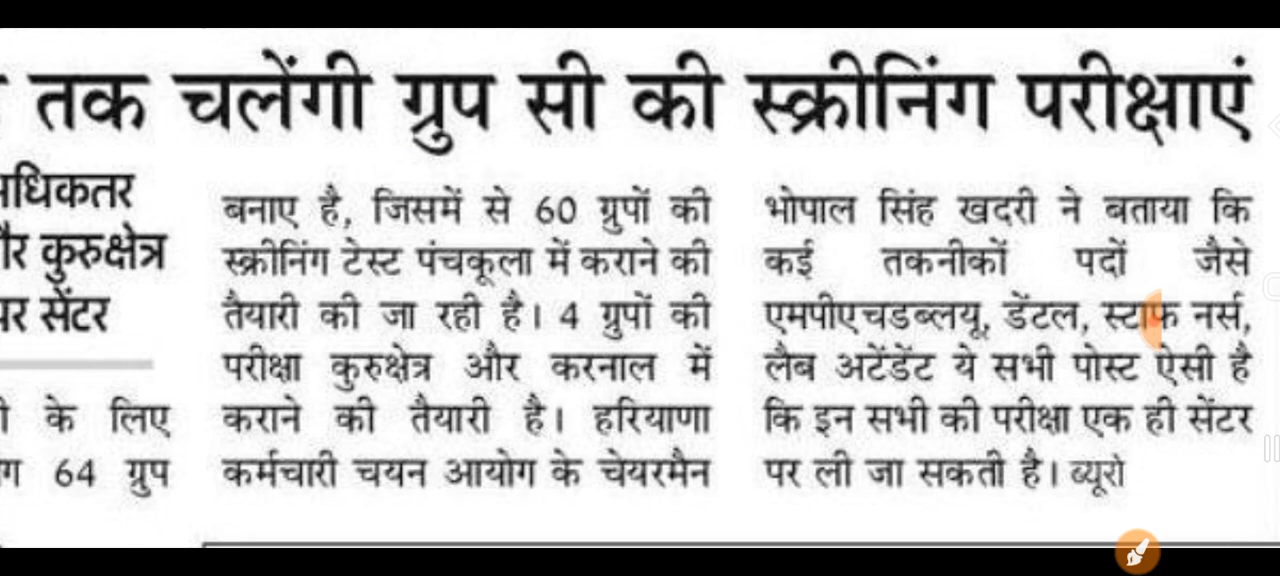 तक चलेंगी ग्रुप सी की स्क्रीनिंग परीक्षाएं
कुरुक्षेत्र
सेंटर
के लिए
64 ग्रुप
बनाए है, जिसमें से 60 ग्रुपों की
स्क्रीनिंग टेस्ट पंचकूला में कराने की
तैयारी की जा रही है। 4 ग्रुपों की
परीक्षा कुरुक्षेत्र और करनाल में
कराने की तैयारी है। हरियाणा
कर्मचारी चयन आयोग के चेयरमैन
भोपाल सिंह खदरी ने बताया कि
कई तकनीकों पदों जैसे
एमपीएचडब्लयू, डेंटल, स्टाफ नर्स,
लैब अटेंडेंट ये सभी पोस्ट ऐसी है
कि इन सभी की परीक्षा एक ही सेंटर
पर ली जा सकती है। ब्यूरो